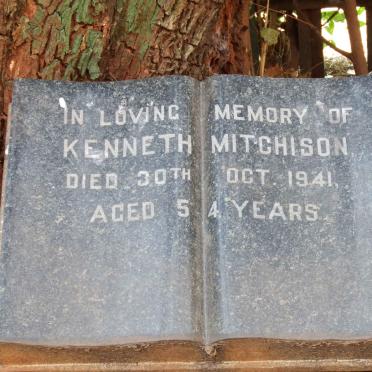 IN LOVING MEMORY OF
KENNETH MITCHISON
DIED 30TH OCT. 1941,
AGED 54 YEARS.